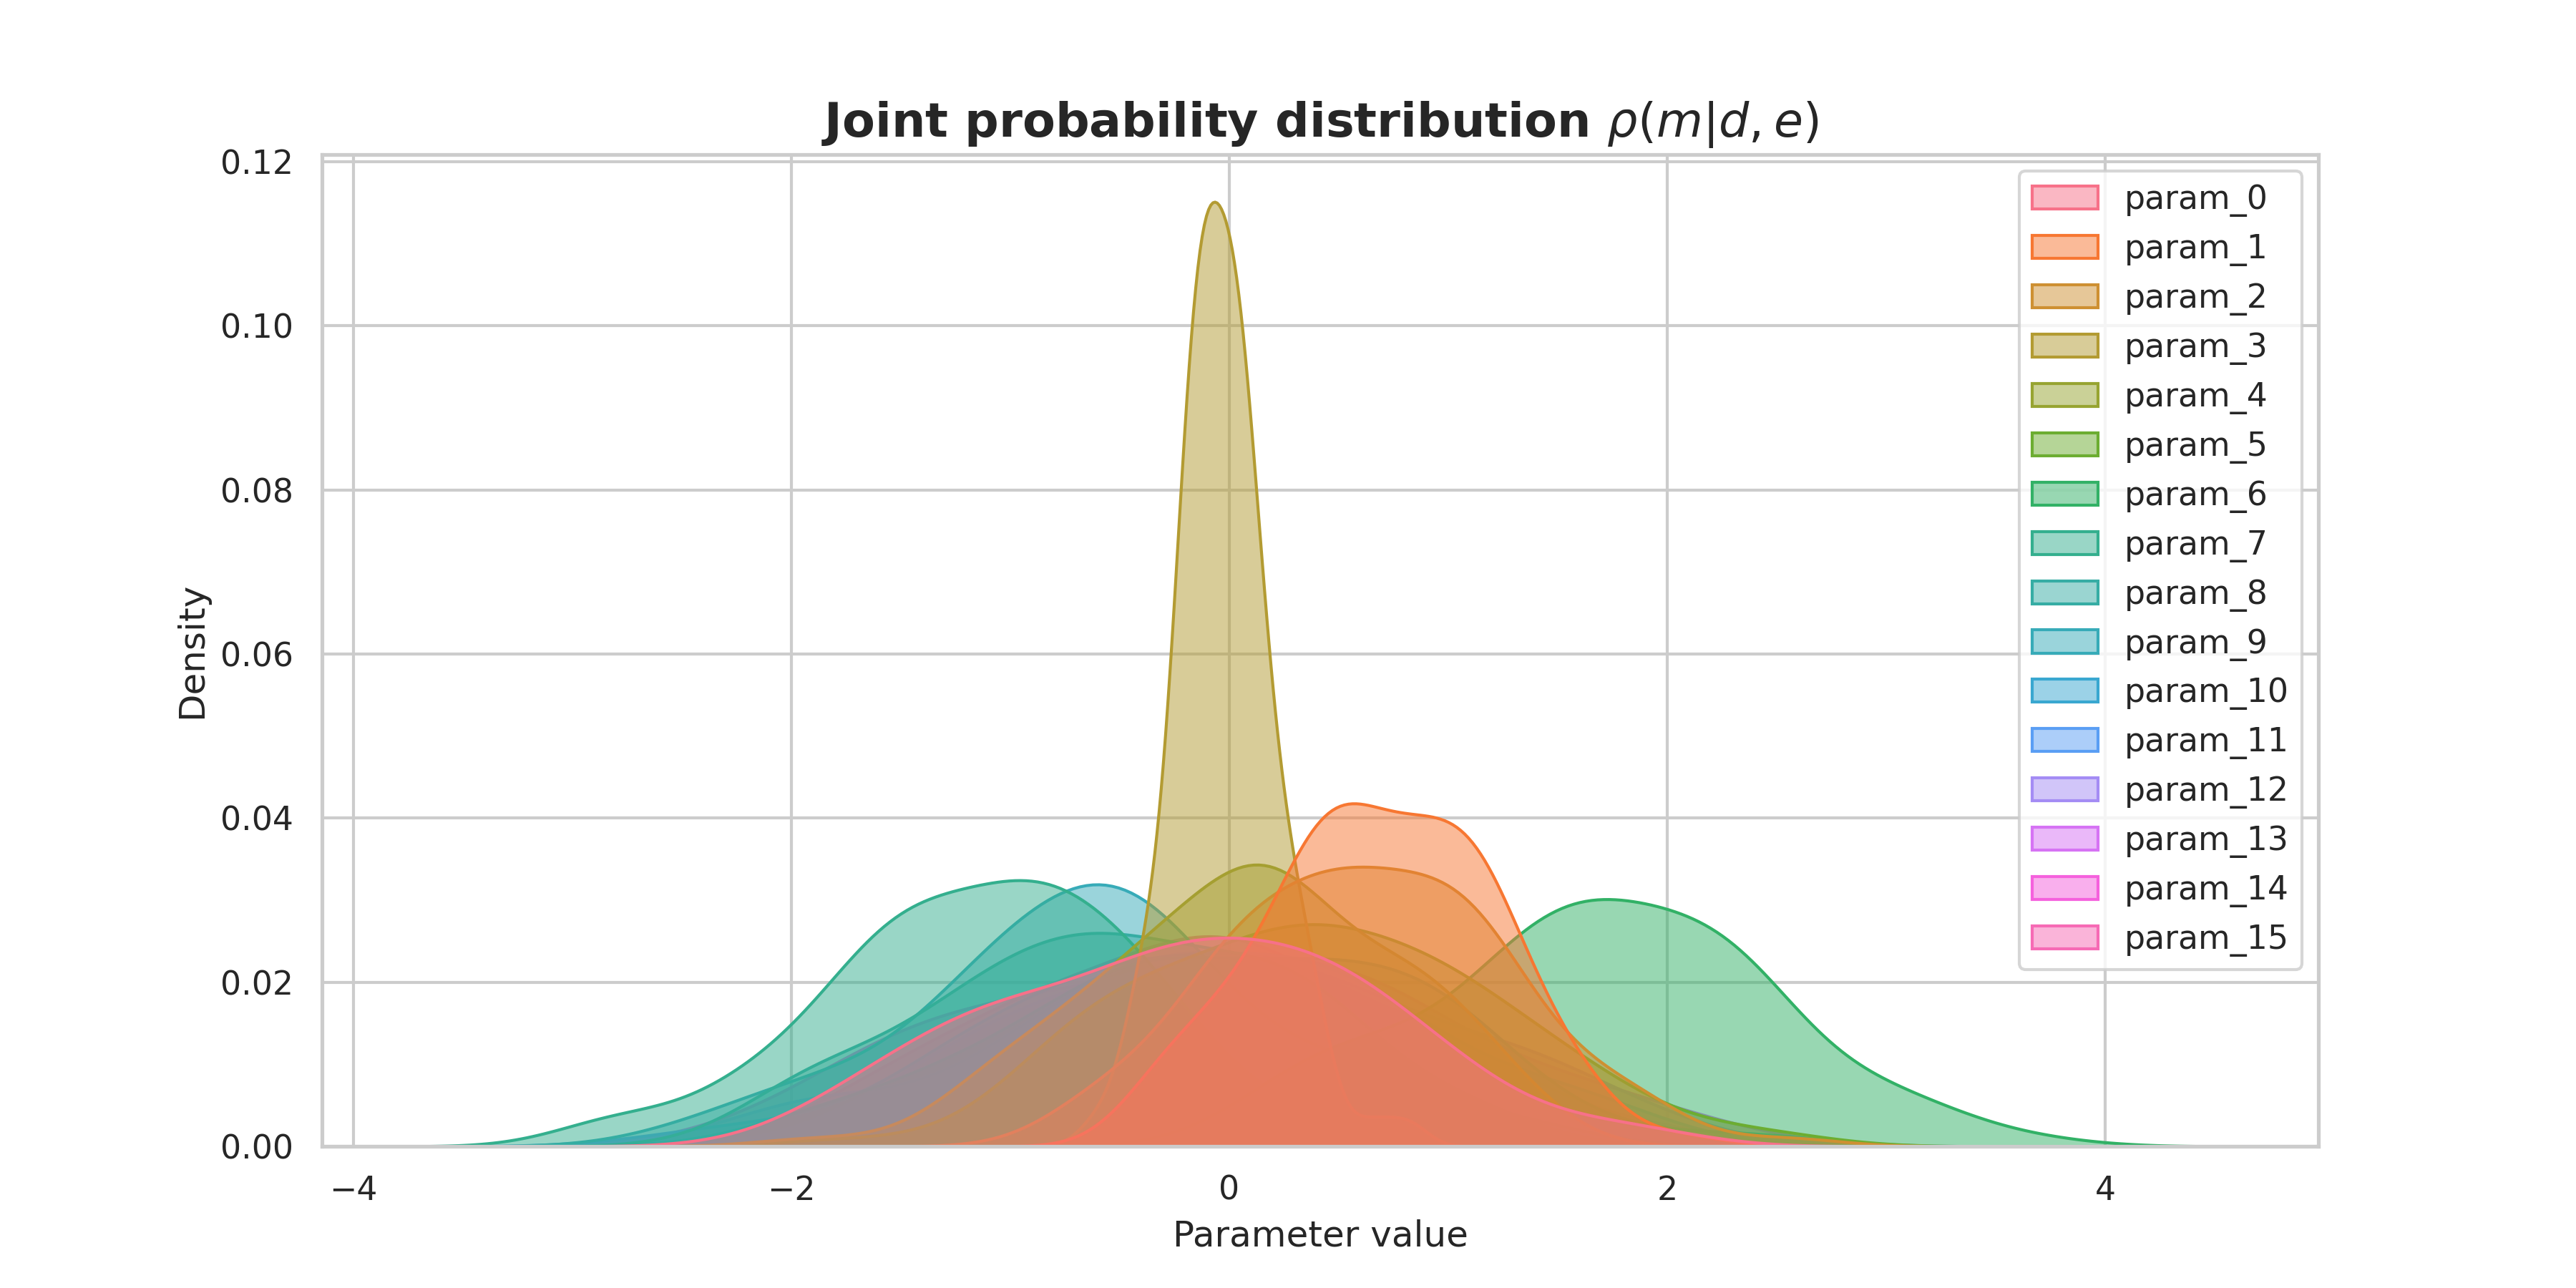 Joint probability distribution ρ(m|d, e)
0.12
0.10
0.08
0.06
0.04
0.02
0.00
Density
−4
−2
0
2
4
Parameter value
param_0
param_1
param_2
param_3
param_4
param_5
param_6
param_7
param_8
param_9
param_10
param_11
param_12
param_13
param_14
param_15